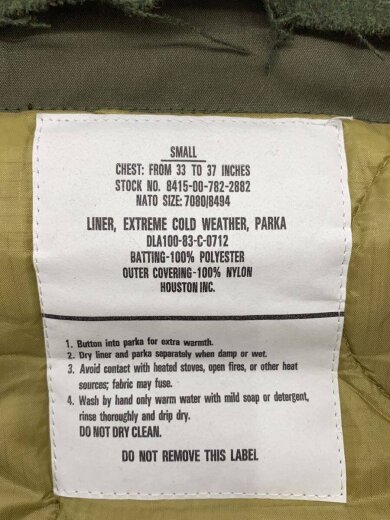 SMALL
CHEST: FROM 33 TO 37 INCHES
STOCK NO. 8415-00-782-2882
NATO SIZE: 7080/8494
LINER, EXTREME COLD WEATHER, PARKA
DLA100-83-C-0712
BATTING-100% POLYESTER
OUTER COVERING-100% NYLON
HOUSTON INC.
1. Button into parka for extra warmth.
2. Dry liner and parka separately when damp or wet.
3. Avoid contact with heated stoves, open fires, or other heat
sources; fabric may fuse.
4. Wash by hand only warm water with mild soap or detergent,
rinse thoroughly and drip dry.
DO NOT DRY CLEAN.
DO NOT REMOVE THIS LABEL